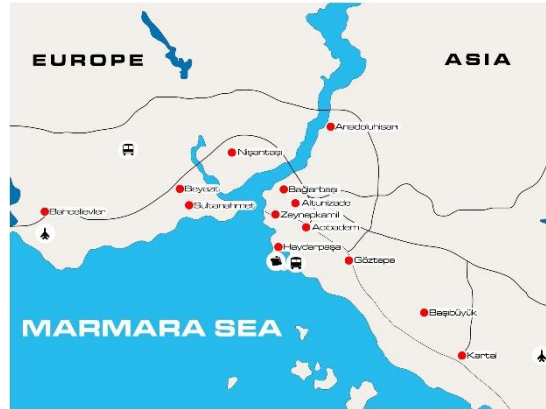 EUROPE
ASIA
Anadoluhisarı
Nişantaşı
Beyazıt
Bağlarbaşı
Altunizade
Sultanahmet
Bahcelievler
Zeynepkamil
Acıbadem
Haydarpaşa
Göztepe
Başıbüyük
MARMARA SEA
Kartal